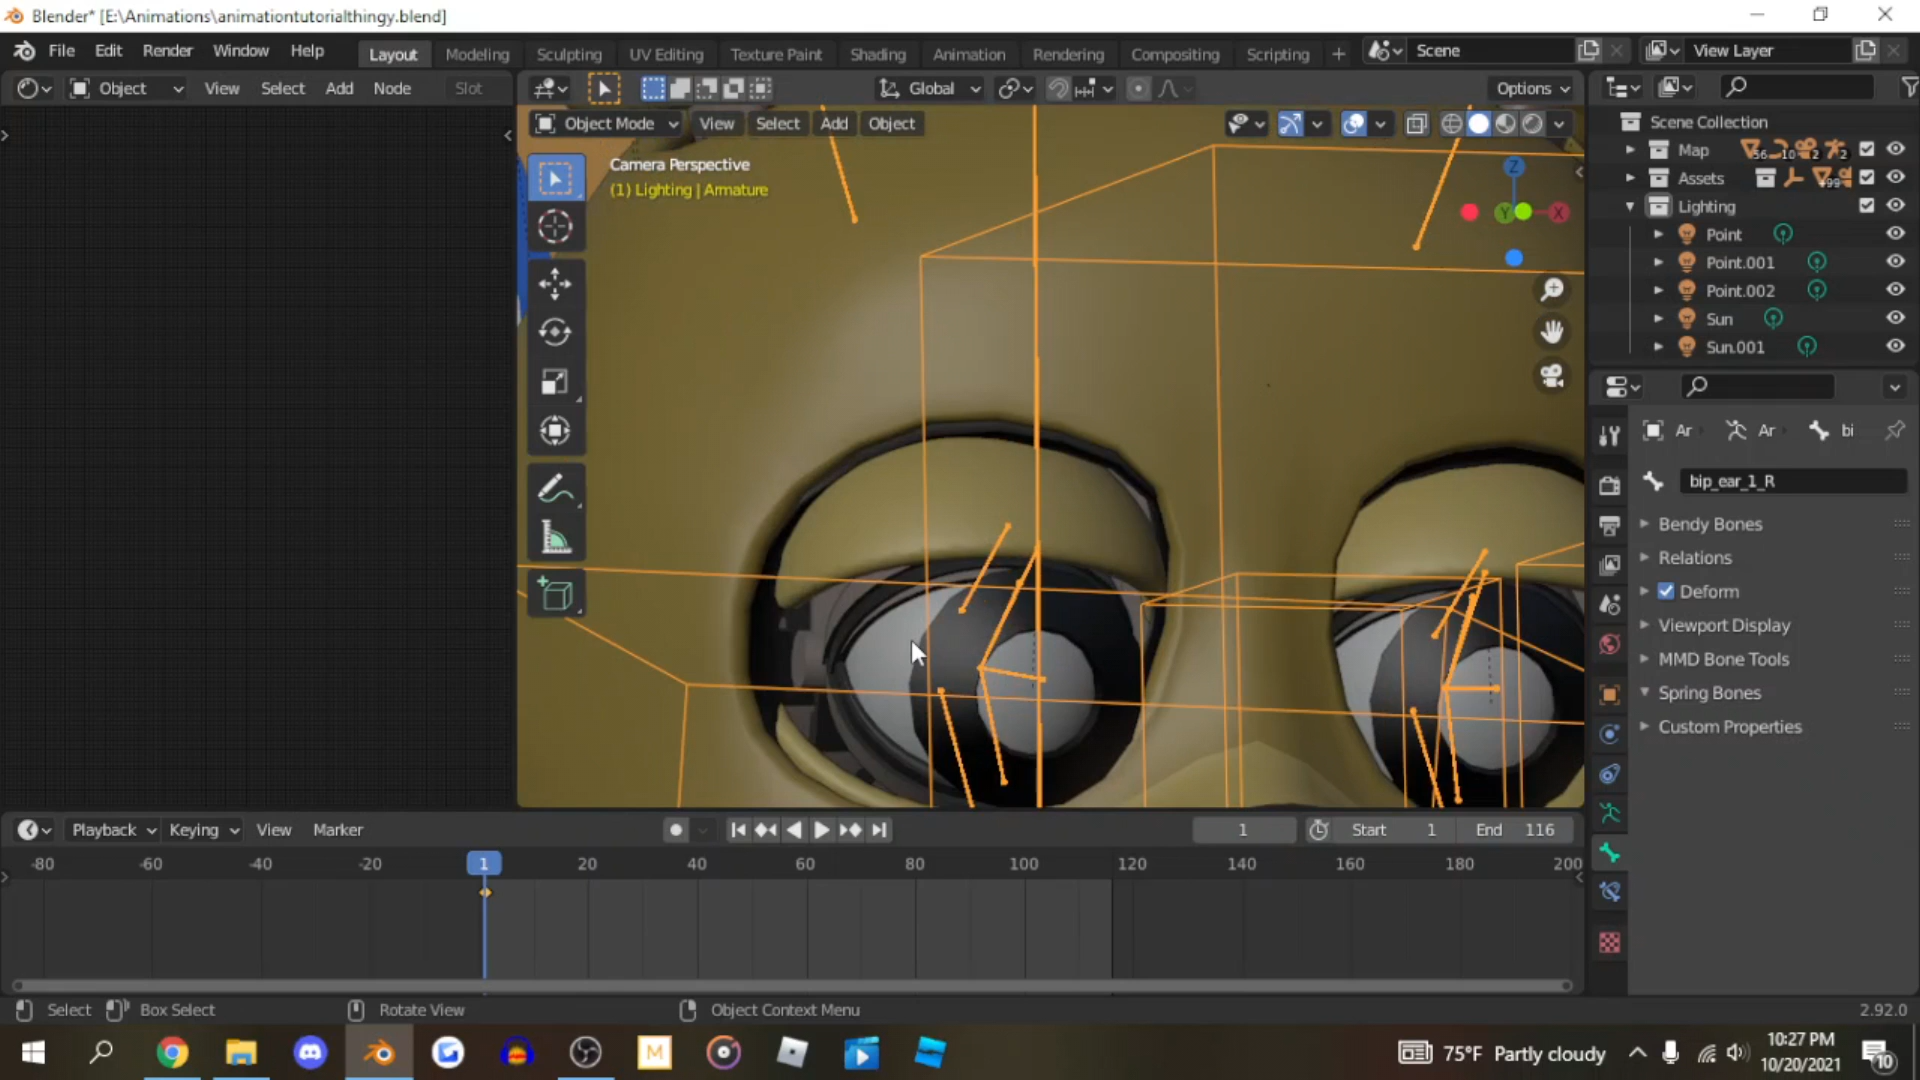 Blender* [E:\Animations\animationtutorialthingy.blend]
File Edit Render Window Help Layout Modeling Sculpting UV Editing Texture Paint Shading Animation Rendering Compositing Scripting + Scene View Layer
Object View Select Add Node Slot Global Options
Object Mode View Select Add Object
Camera Perspective
(1) Lighting | Armature
Z
Y X
Scene Collection
Map 56 10 2 2
Assets +99
Lighting
Point
Point.001
Point.002
Sun
Sun.001
Ar Ar bi
bip_ear_1_R
Bendy Bones
Relations
Deform
Viewport Display
MMD Bone Tools
Spring Bones
Custom Properties
Playback Keying View Marker 1 Start 1 End 116
-80 -60 -40 -20 1 20 40 60 80 100 120 140 160 180 200
Select Box Select Rotate View Object Context Menu 2.92.0
M 75°F Partly cloudy 10:27 PM
10/20/2021 10